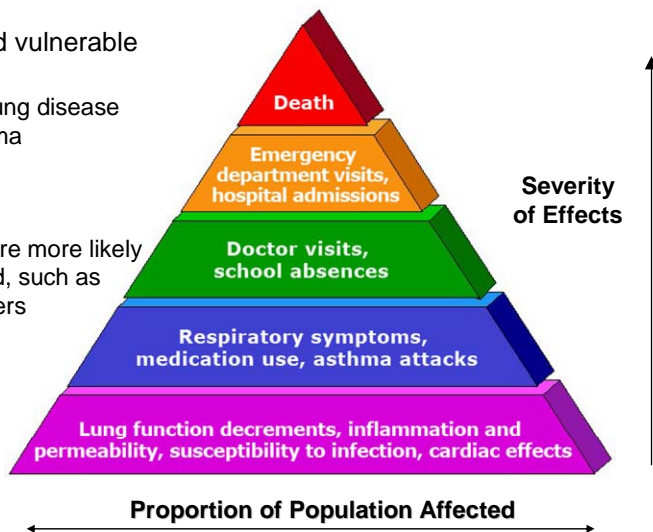 d vulnerable
ung disease
ma
re more likely
d, such as
ers
Death
Emergency
department visits,
hospital admissions
Doctor visits,
school absences
Respiratory symptoms,
medication use, asthma attacks
Lung function decrements, inflammation and
permeability, susceptibility to infection, cardiac effects
Severity
of Effects
Proportion of Population Affected